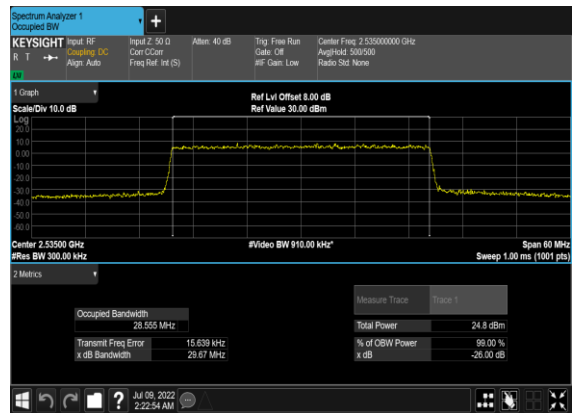 Spectrum Analyzer 1
Occupied BW
KEYSIGHT Input: RF Input Z: 50 Ω Atten: 40 dB Trig: Free Run Center Freq: 2.535000000 GHz
R T Coupling: DC Corr CCorr Gate: Off Avg|Hold: 500/500
Align: Auto Freq Ref: Int (S) #IF Gain: Low Radio Std: None
1 Graph Ref Lvl Offset 8.00 dB
Scale/Div 10.0 dB Ref Value 30.00 dBm
Log
20.0
10.0
0.00
-10.0
-20.0
-30.0
-40.0
-50.0
-60.0
Center 2.53500 GHz #Video BW 910.00 kHz* Span 60 MHz
#Res BW 300.00 kHz Sweep 1.00 ms (1001 pts)
2 Metrics
Measure Trace Trace 1
Occupied Bandwidth
28.555 MHz Total Power 24.8 dBm
Transmit Freq Error 15.639 kHz % of OBW Power 99.00 %
x dB Bandwidth 29.67 MHz x dB -26.00 dB
? Jul 09, 2022
2:22:54 AM